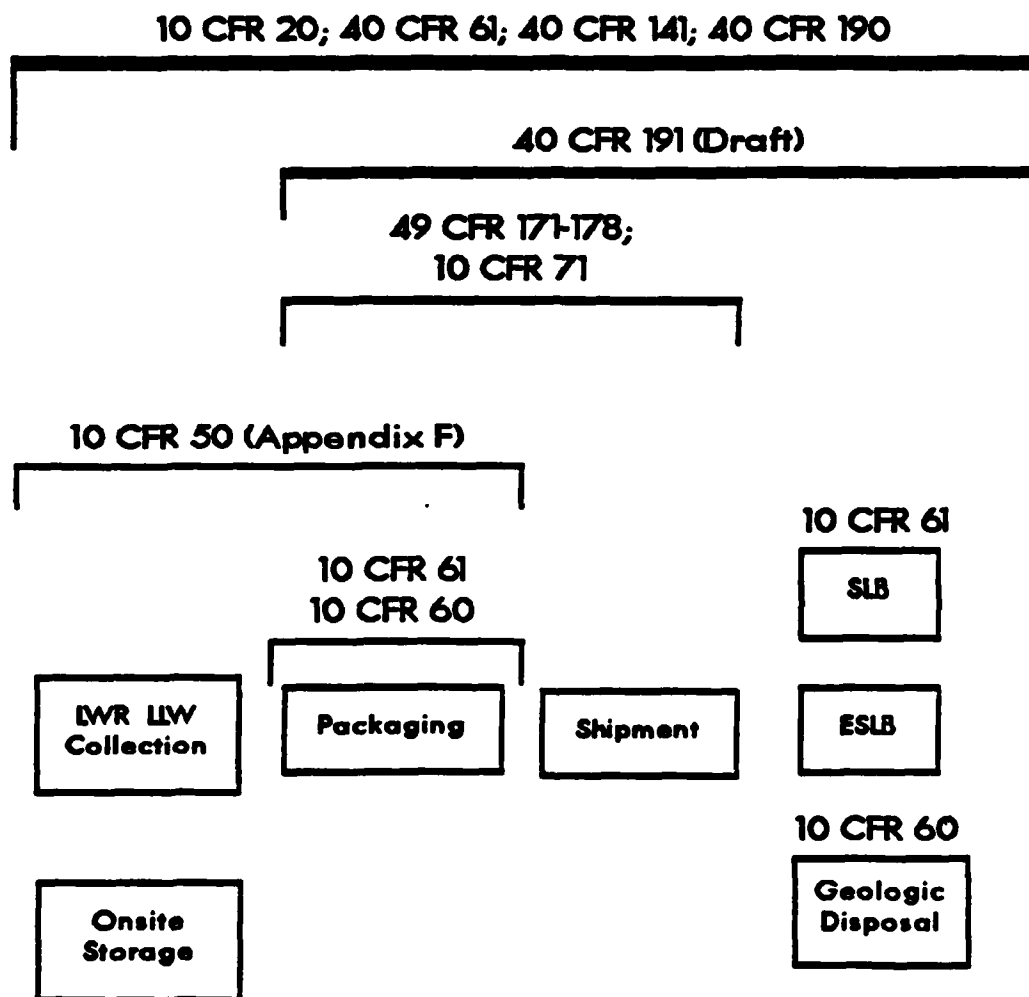 10 CFR 20; 40 CFR 61; 40 CFR 141; 40 CFR 190
40 CFR 191 (Draft)
49 CFR 171-178;
10 CFR 71
10 CFR 50 (Appendix F)
10 CFR 61
10 CFR 61
10 CFR 60
SLB
LWR LLW
Collection
Packaging
Shipment
ESLB
10 CFR 60
Onsite
Storage
Geologic
Disposal